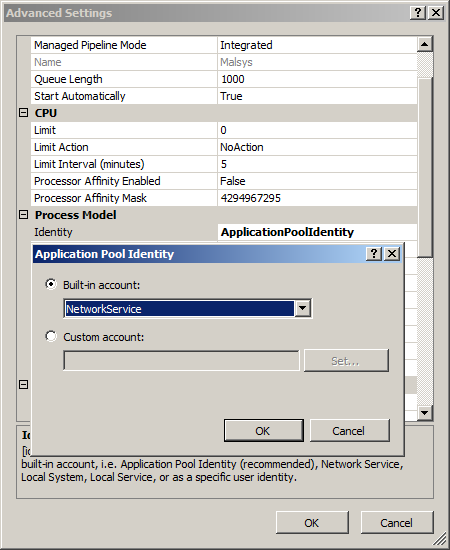 Advanced Settings
Managed Pipeline Mode Integrated
Name Malsys
Queue Length 1000
Start Automatically True
CPU
Limit 0
Limit Action NoAction
Limit Interval (minutes) 5
Processor Affinity Enabled False
Processor Affinity Mask 4294967295
Process Model
Identity ApplicationPoolIdentity
Application Pool Identity
Built-in account:
NetworkService
Custom account:
Set...
OK Cancel
built-in account, i.e. Application Pool Identity (recommended), Network Service,
Local System, Local Service, or as a specific user identity.
OK Cancel